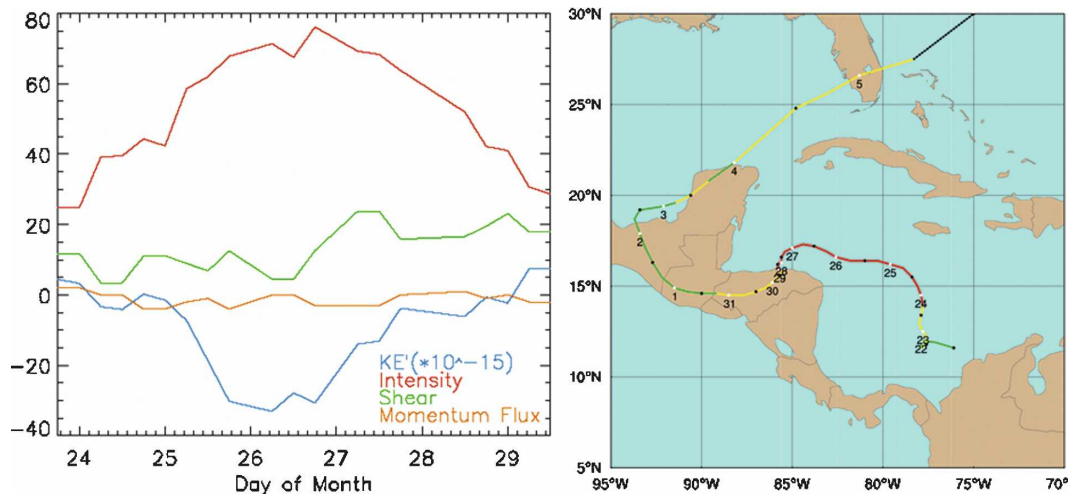 80
60
40
20
0
−20
−40
24 25 26 27 28 29
Day of Month
KE'(*10^−15)
Intensity
Shear
Momentum Flux
30°N
25°N
20°N
15°N
10°N
5°N
95°W 90°W 85°W 80°W 75°W 70°W
5
4
3
2
27
26
25
28
29
30
24
1
31
23
22